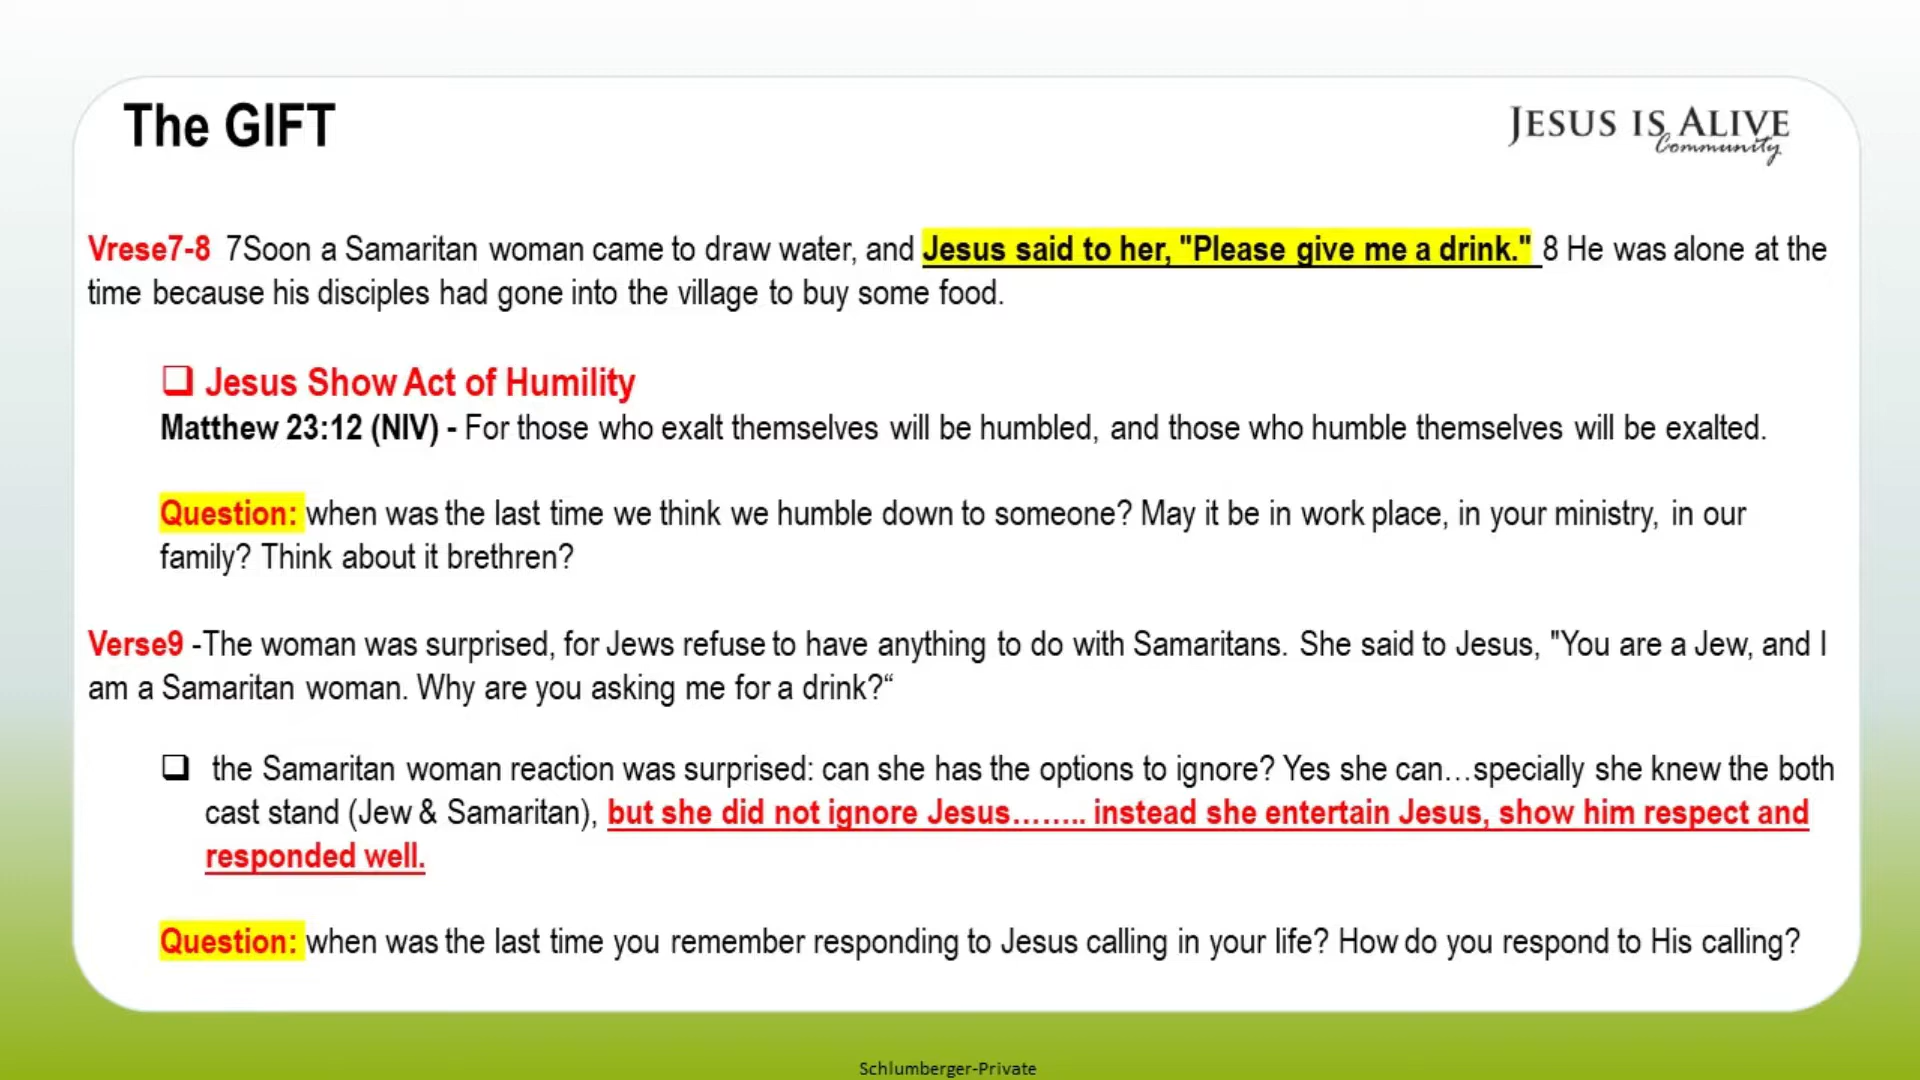 The GIFT
JESUS IS ALIVE
Community
Vrese7-8 7Soon a Samaritan woman came to draw water, and Jesus said to her, "Please give me a drink." 8 He was alone at the
time because his disciples had gone into the village to buy some food.
❑ Jesus Show Act of Humility
Matthew 23:12 (NIV) - For those who exalt themselves will be humbled, and those who humble themselves will be exalted.
Question: when was the last time we think we humble down to someone? May it be in work place, in your ministry, in our
family? Think about it brethren?
Verse9 -The woman was surprised, for Jews refuse to have anything to do with Samaritans. She said to Jesus, "You are a Jew, and I
am a Samaritan woman. Why are you asking me for a drink?“
❑ the Samaritan woman reaction was surprised: can she has the options to ignore? Yes she can…specially she knew the both
cast stand (Jew & Samaritan), but she did not ignore Jesus…….. instead she entertain Jesus, show him respect and
responded well.
Question: when was the last time you remember responding to Jesus calling in your life? How do you respond to His calling?
Schlumberger-Private